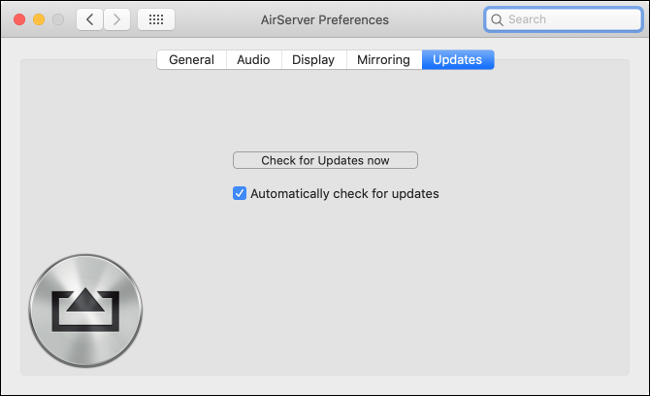 AirServer Preferences
Search
General Audio Display Mirroring Updates
Check for Updates now
Automatically check for updates